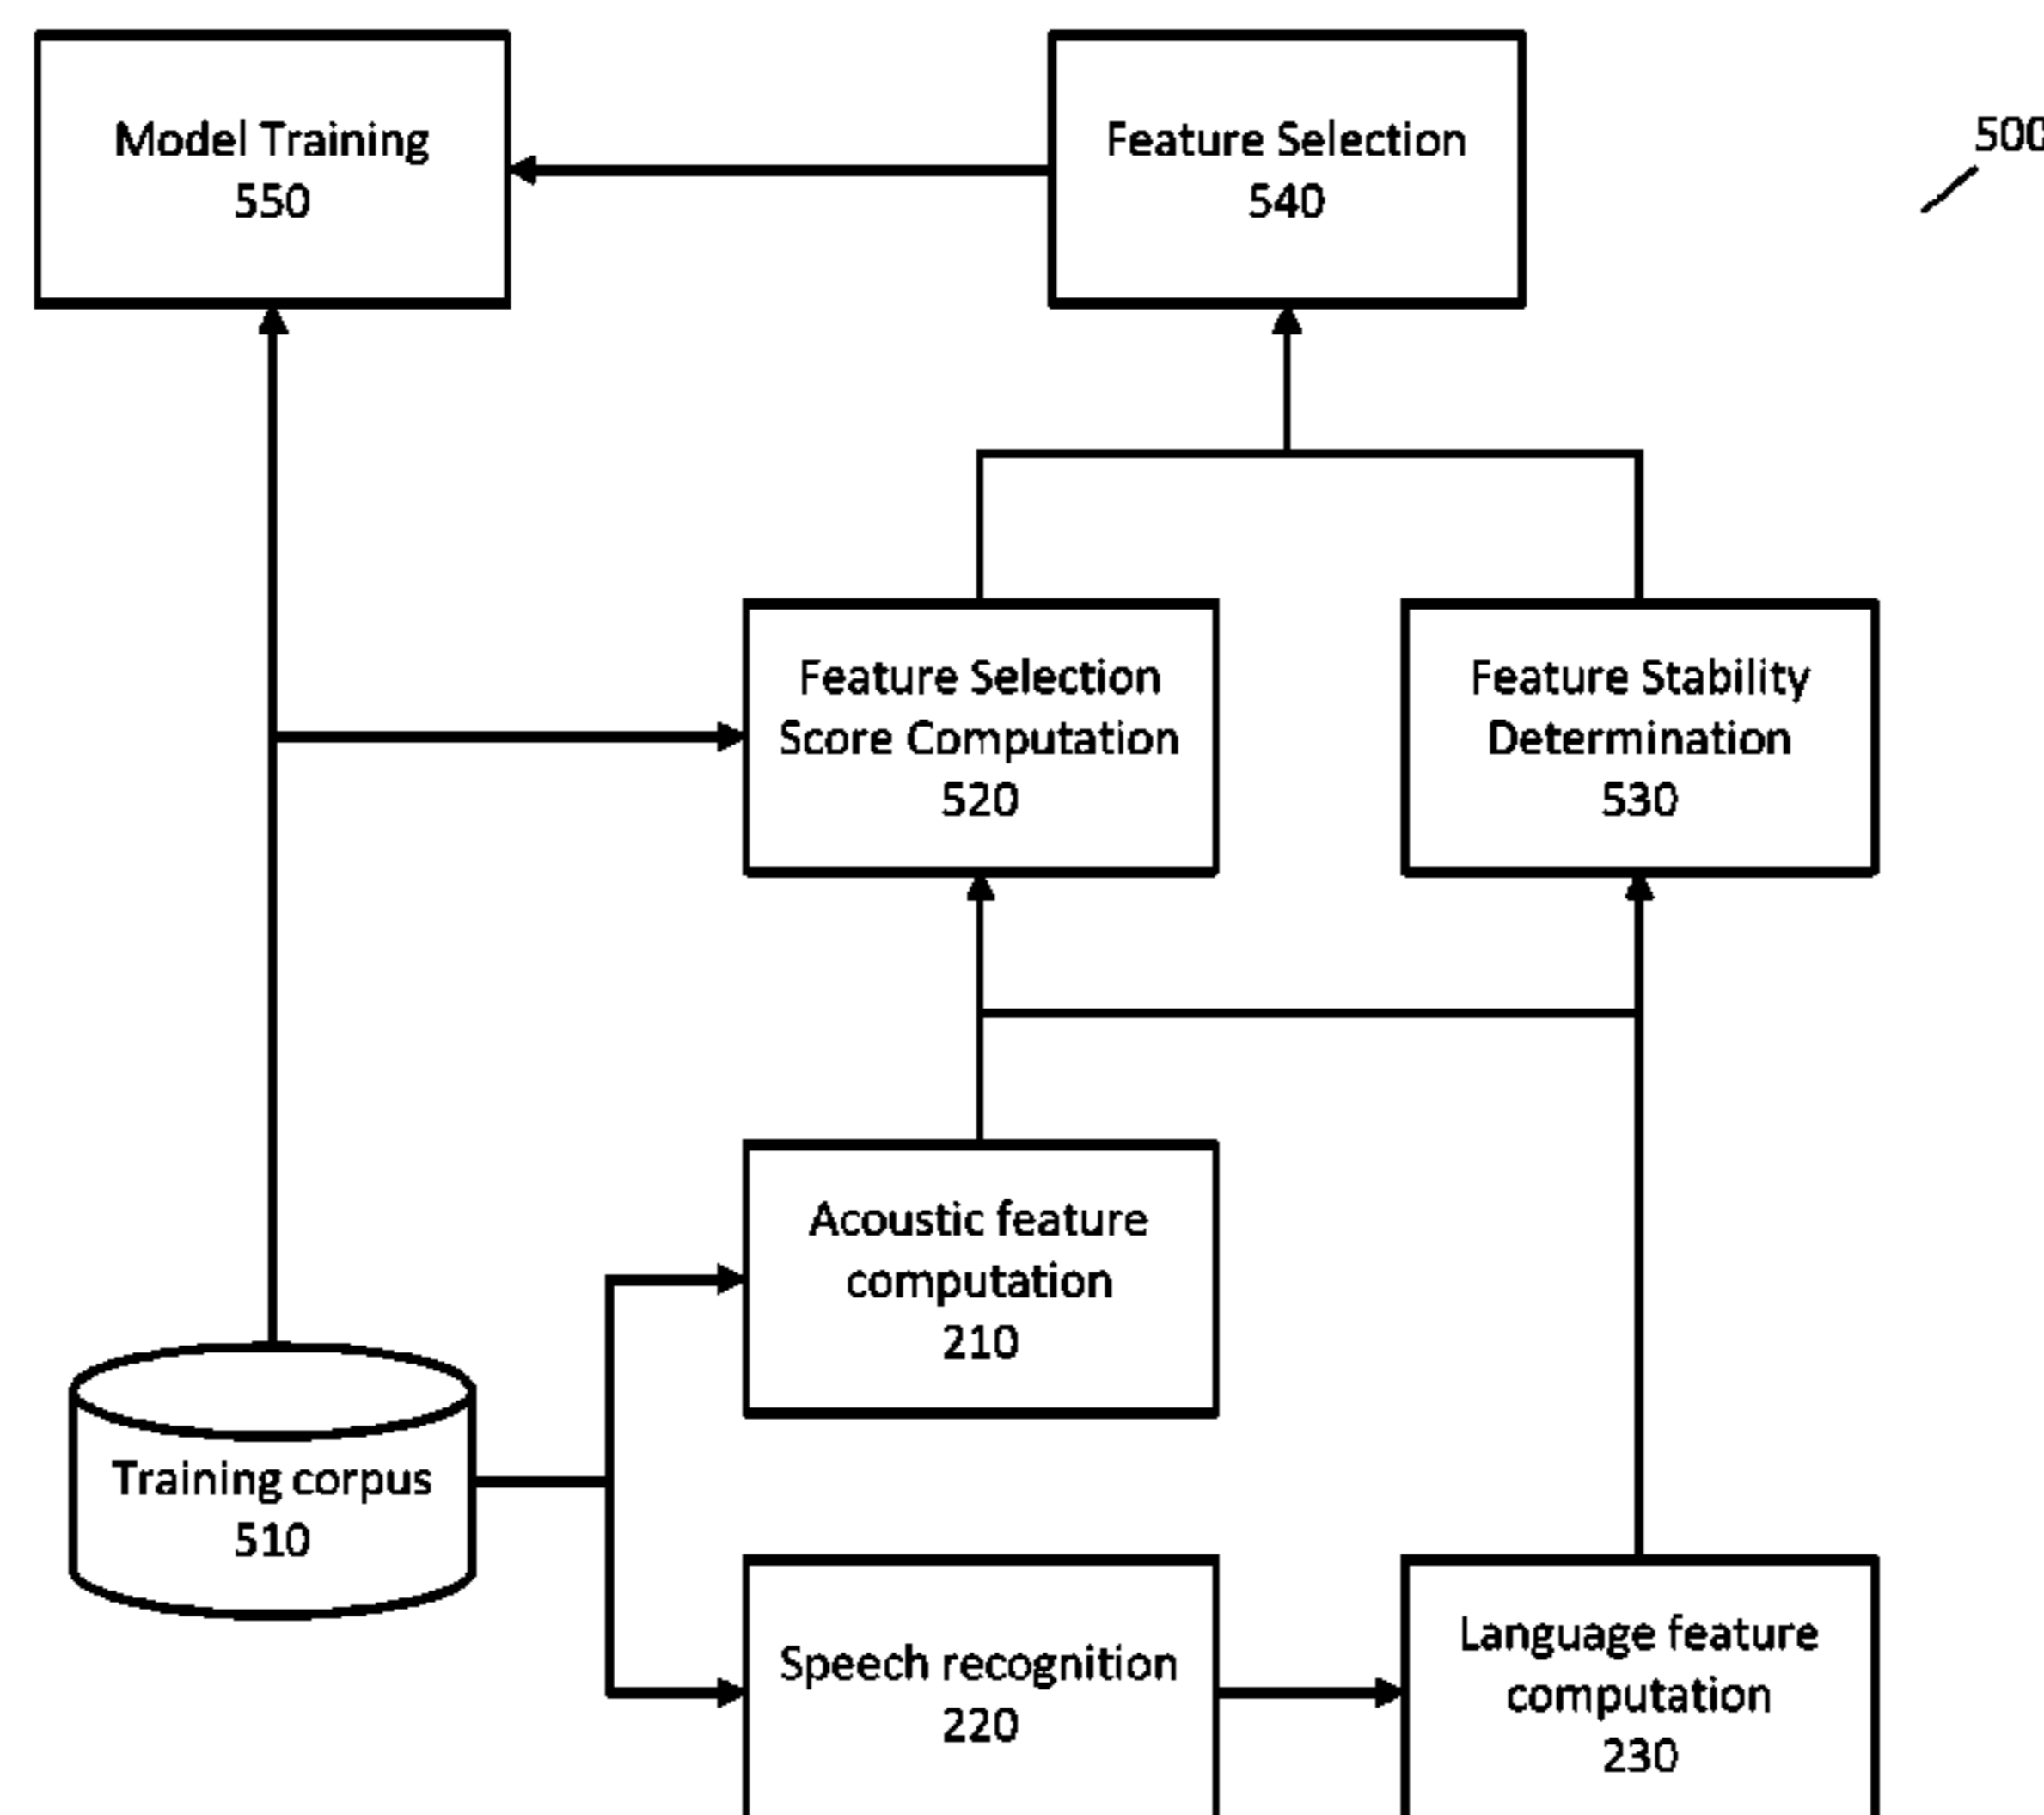 Model Training
550
Feature Selection
540
500
Feature Selection
Score Computation
520
Feature Stability
Determination
530
Acoustic feature
computation
210
Training corpus
510
Speech recognition
220
Language feature
computation
230